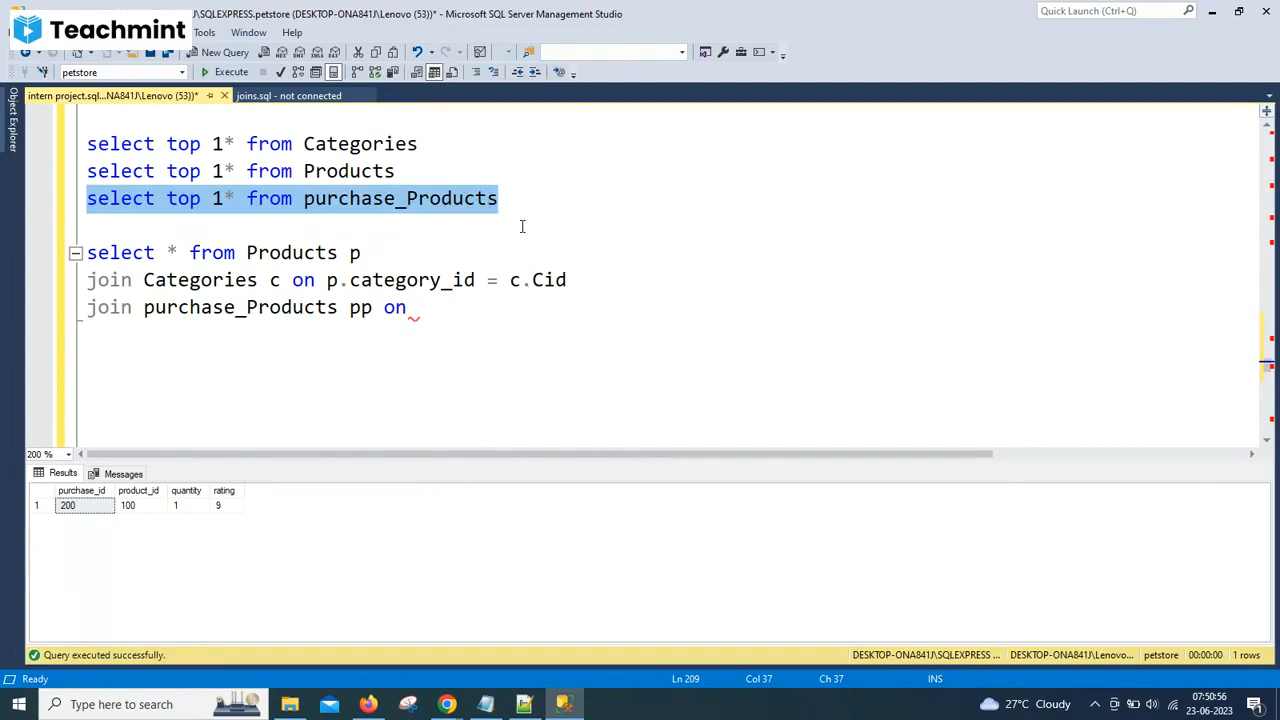 J\SQLEXPRESS.petstore (DESKTOP-ONA841J\Lenovo (53))* - Microsoft SQL Server Management Studio
Quick Launch (Ctrl+Q)
Teachmint
Tools Window Help
New Query
petstore Execute
intern project.sql...NA841J\Lenovo (53))* joins.sql - not connected
Object Explorer
select top 1* from Categories
select top 1* from Products
select top 1* from purchase_Products
select * from Products p
join Categories c on p.category_id = c.Cid
join purchase_Products pp on
200 %
Results Messages
purchase_id product_id quantity rating
1 200 100 1 9
Query executed successfully. DESKTOP-ONA841J\SQLEXPRESS ... DESKTOP-ONA841J\Lenovo... petstore 00:00:00 1 rows
Ready Ln 209 Col 37 Ch 37 INS
Type here to search 27°C Cloudy 07:50:56
23-06-2023